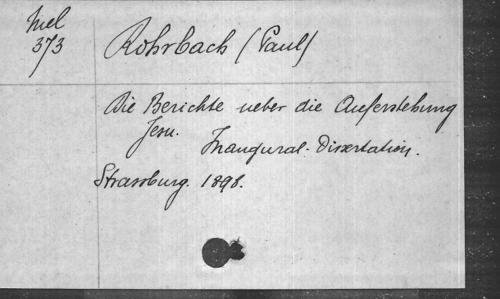 Mel
373
Rohrbach (Paul)
Die Berichte ueber die Auferstehung
Jesu. Inaugural-Dissertation.
Strassburg. 1898.